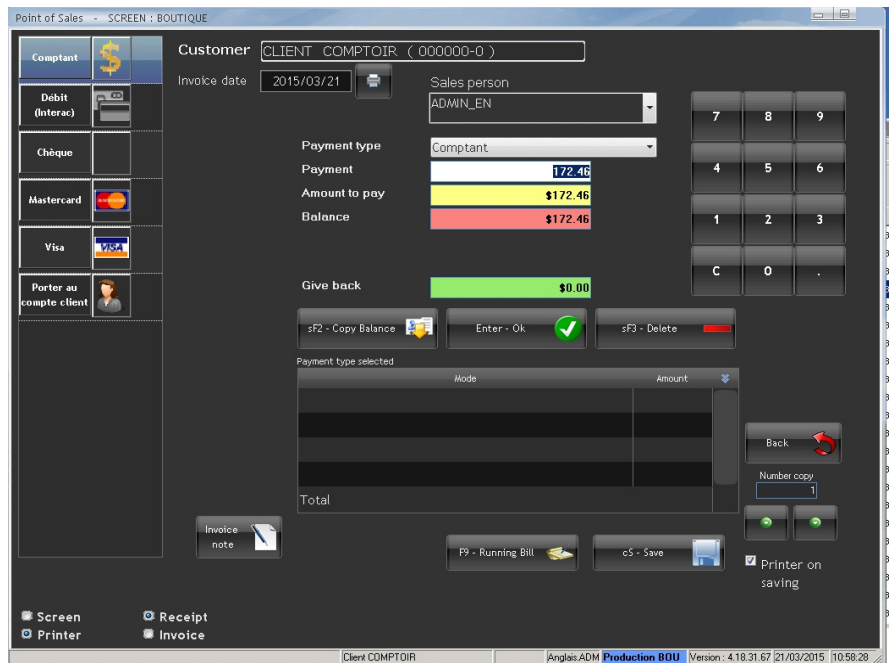 Point of Sales - SCREEN : BOUTIQUE
Comptant
Customer CLIENT COMPTOIR ( 000000-0 )
Invoice date 2015/03/21
Sales person
ADMIN_EN
Débit
(Interac)
Chèque
Mastercard
Visa
VISA
Porter au
compte client
Payment type Comptant
Payment 172.46
Amount to pay $172.46
Balance $172.46
Give back $0.00
7 8 9
4 5 6
1 2 3
C 0 .
sF2 - Copy Balance
Enter - Ok
sF3 - Delete
Payment type selected
Mode Amount
Total
Back
Number copy
1
Invoice
note
F9 - Running Bill
cS - Save
Printer on
saving
Screen Receipt
Printer Invoice
Client COMPTOIR Anglais.ADM Production BOU Version : 4.18.31.67 21/03/2015 10:58:28